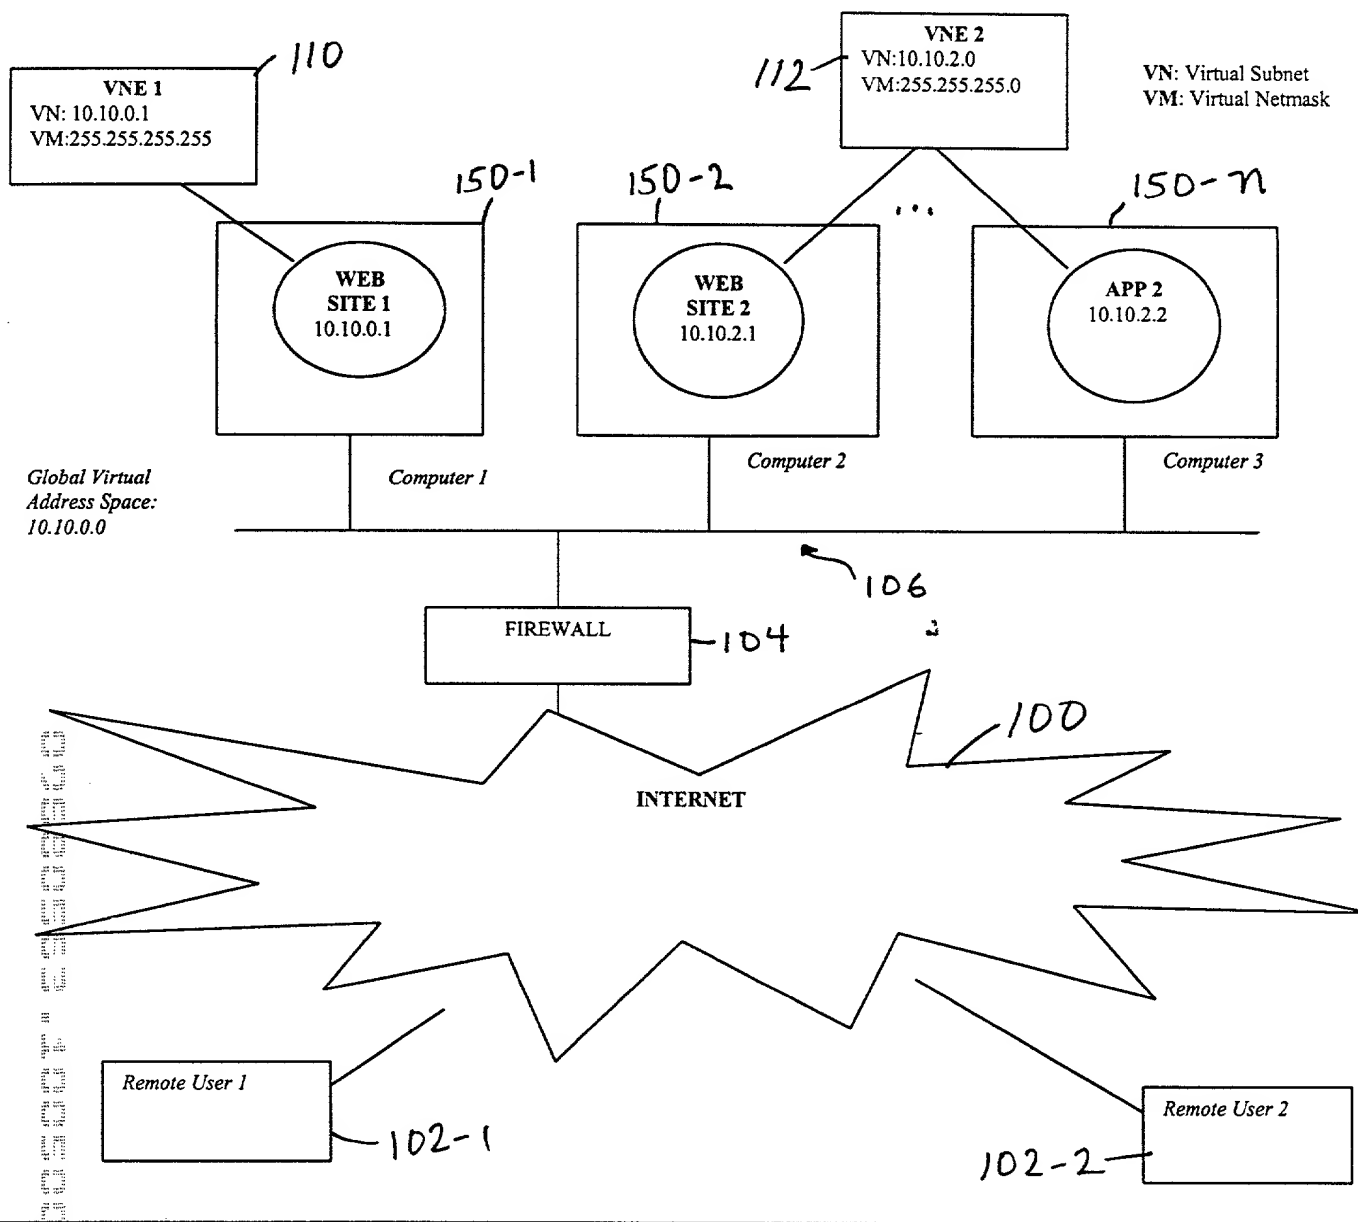 110
VNE 1
VN: 10.10.0.1
VM:255.255.255.255
112
VNE 2
VN:10.10.2.0
VM:255.255.255.0
VN: Virtual Subnet
VM: Virtual Netmask
150-1
150-2
...
150-n
WEB
SITE 1
10.10.0.1
WEB
SITE 2
10.10.2.1
APP 2
10.10.2.2
Computer 1
Computer 2
Computer 3
Global Virtual
Address Space:
10.10.0.0
106
FIREWALL
104
100
INTERNET
Remote User 1
102-1
Remote User 2
102-2